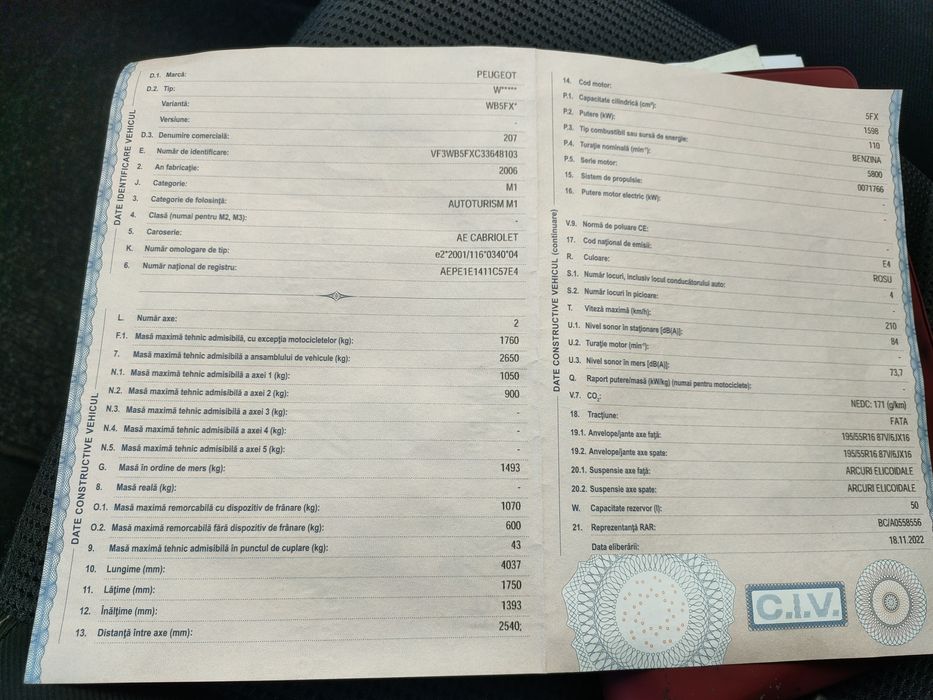 DATE IDENTIFICARE VEHICUL
D.1. Marcă: PEUGEOT
D.2. Tip: W*****
Variantă: WB5FX*
Versiune: -
D.3. Denumire comercială: 207
E. Număr de identificare: VF3WB5FXC33648103
2. An fabricație: 2006
J. Categorie: M1
3. Categorie de folosință: AUTOTURISM M1
4. Clasă (numai pentru M2, M3): -
5. Caroserie: AE CABRIOLET
K. Număr omologare de tip: e2*2001/116*0340*04
6. Număr național de registru: AEPE1E1411C57E4
DATE CONSTRUCTIVE VEHICUL
L. Număr axe: 2
F.1. Masă maximă tehnic admisibilă, cu excepția motocicletelor (kg): 1760
7. Masă maximă tehnic admisibilă a ansamblului de vehicule (kg): 2650
N.1. Masă maximă tehnic admisibilă a axei 1 (kg): 1050
N.2. Masă maximă tehnic admisibilă a axei 2 (kg): 900
N.3. Masă maximă tehnic admisibilă a axei 3 (kg): -
N.4. Masă maximă tehnic admisibilă a axei 4 (kg): -
N.5. Masă maximă tehnic admisibilă a axei 5 (kg): -
G. Masă în ordine de mers (kg): 1493
8. Masă reală (kg): -
O.1. Masă maximă remorcabilă cu dispozitiv de frânare (kg): 1070
O.2. Masă maximă remorcabilă fără dispozitiv de frânare (kg): 600
9. Masă maximă tehnic admisibilă în punctul de cuplare (kg): 43
10. Lungime (mm): 4037
11. Lățime (mm): 1750
12. Înălțime (mm): 1393
13. Distanță între axe (mm): 2540;
DATE CONSTRUCTIVE VEHICUL (continuare)
14. Cod motor: 5FX
P.1. Capacitate cilindrică (cm³): 1598
P.2. Putere (kW): 110
P.3. Tip combustibil sau sursă de energie: BENZINA
P.4. Turație nominală (min⁻¹): 5800
P.5. Serie motor: 0071766
15. Sistem de propulsie: -
16. Putere motor electric (kW): -
V.9. Normă de poluare CE: -
17. Cod național de emisii: E4
R. Culoare: ROSU
S.1. Număr locuri, inclusiv locul conducătorului auto: 4
S.2. Număr locuri în picioare: -
T. Viteză maximă (km/h): 210
U.1. Nivel sonor în staționare [dB(A)]: 84
U.2. Turație motor (min⁻¹): -
U.3. Nivel sonor în mers [dB(A)]: 73,7
Q. Raport putere/masă (kW/kg) (numai pentru motociclete): -
V.7. CO₂: NEDC: 171 (g/km)
18. Tracțiune: FATA
19.1. Anvelope/jante axe față: 195/55R16 87V/6JX16
19.2. Anvelope/jante axe spate: 195/55R16 87V/6JX16
20.1. Suspensie axe față: ARCURI ELICOIDALE
20.2. Suspensie axe spate: ARCURI ELICOIDALE
W. Capacitate rezervor (l): 50
21. Reprezentanță RAR: BC/A0558556
Data eliberării: 18.11.2022
C.I.V.